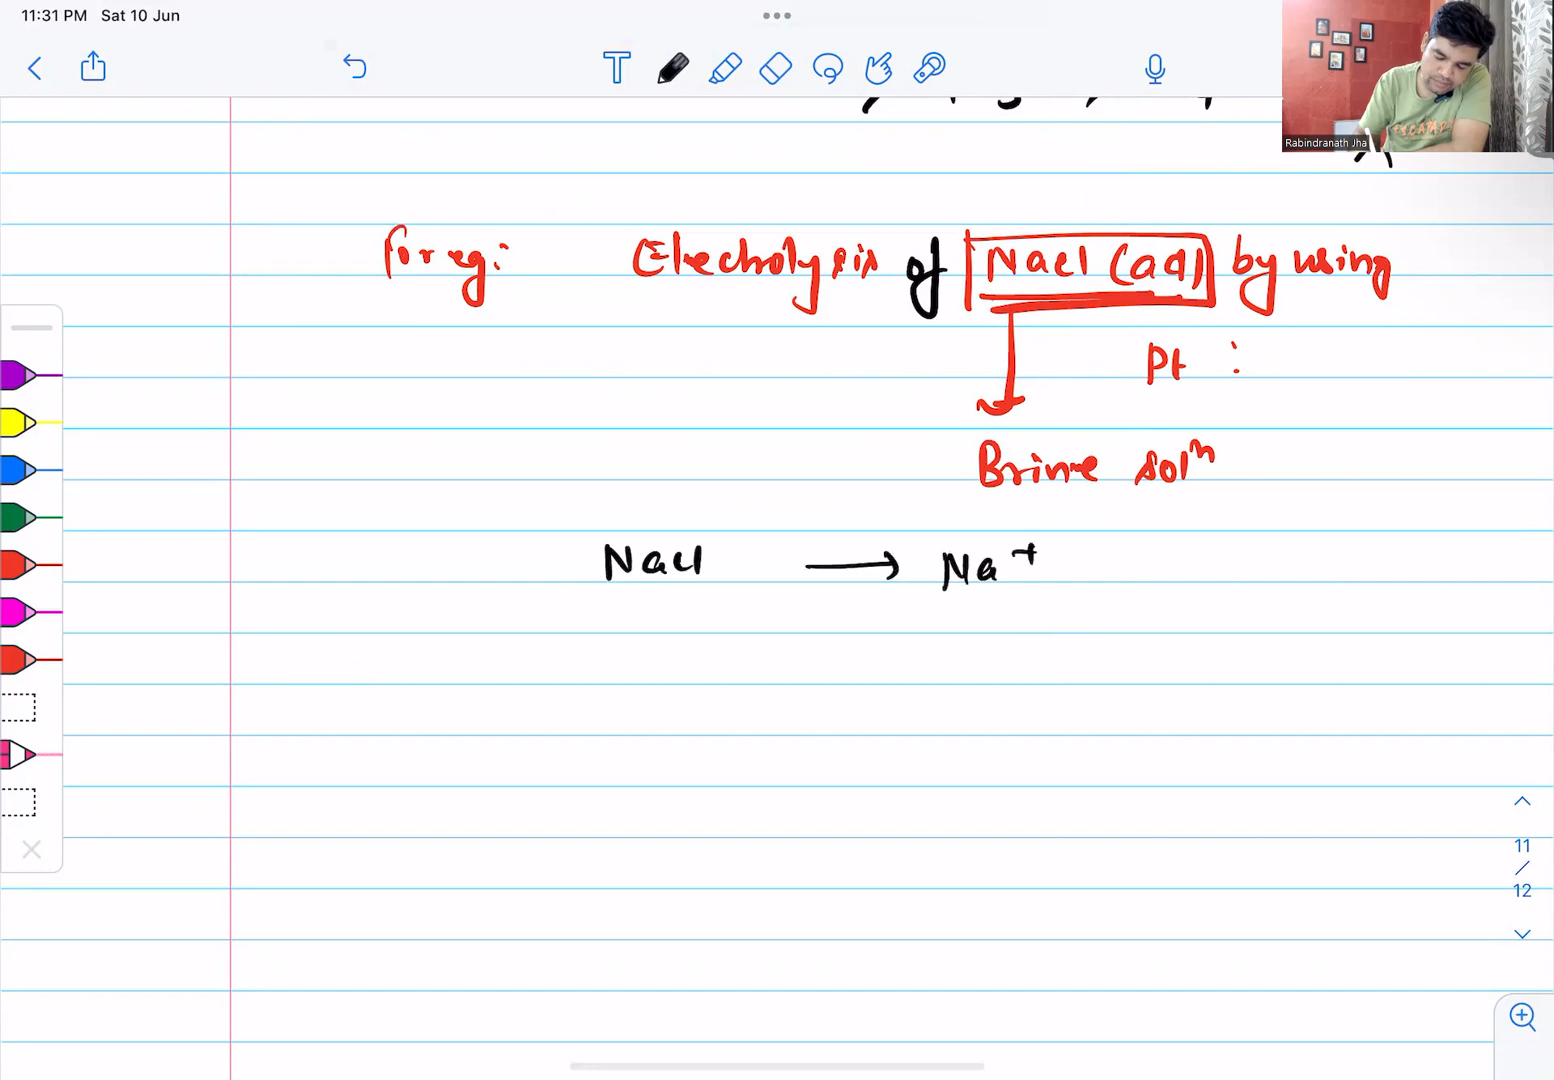 11:31 PM Sat 10 Jun
T
Rabindranath Jha
For eg: Electrolysis of NaCl (aq) by using
Pt :
Brine solⁿ
NaCl → Na⁺
11
/
12